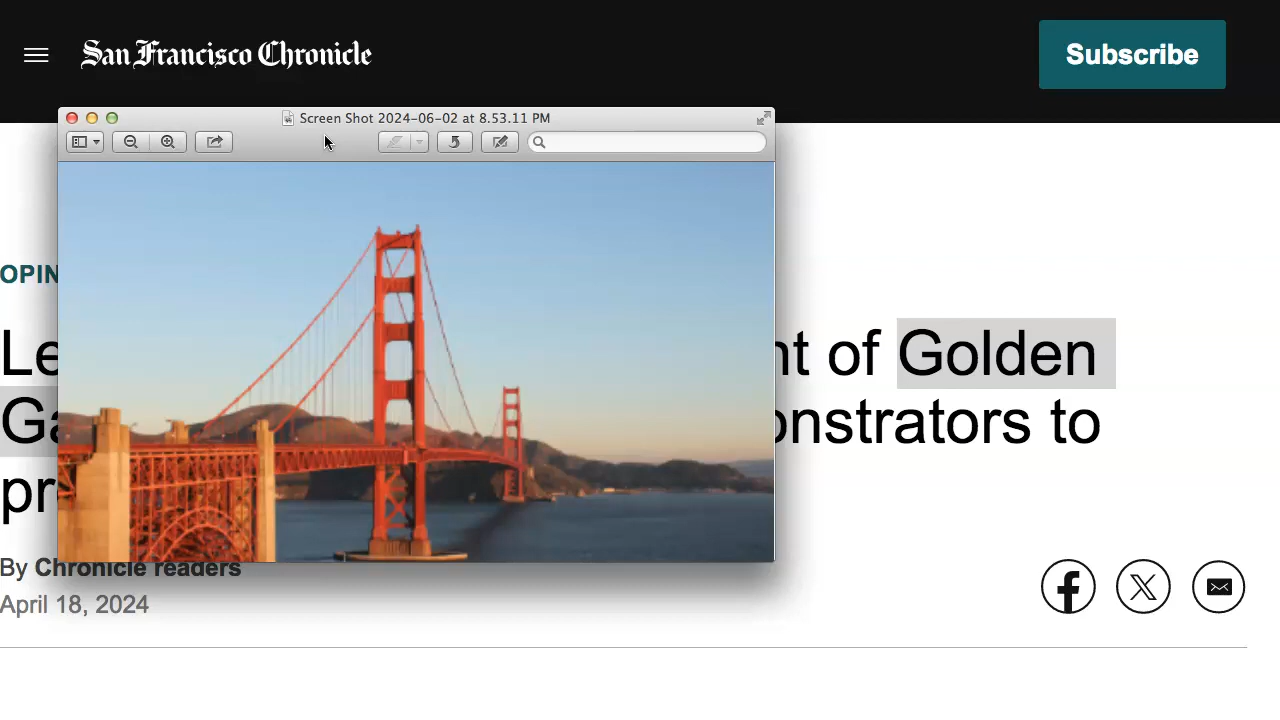 San Francisco Chronicle
Subscribe
Screen Shot 2024-06-02 at 8.53.11 PM
OPIN
Le nt of Golden
Ga onstrators to
pr
By Chronicle readers
April 18, 2024